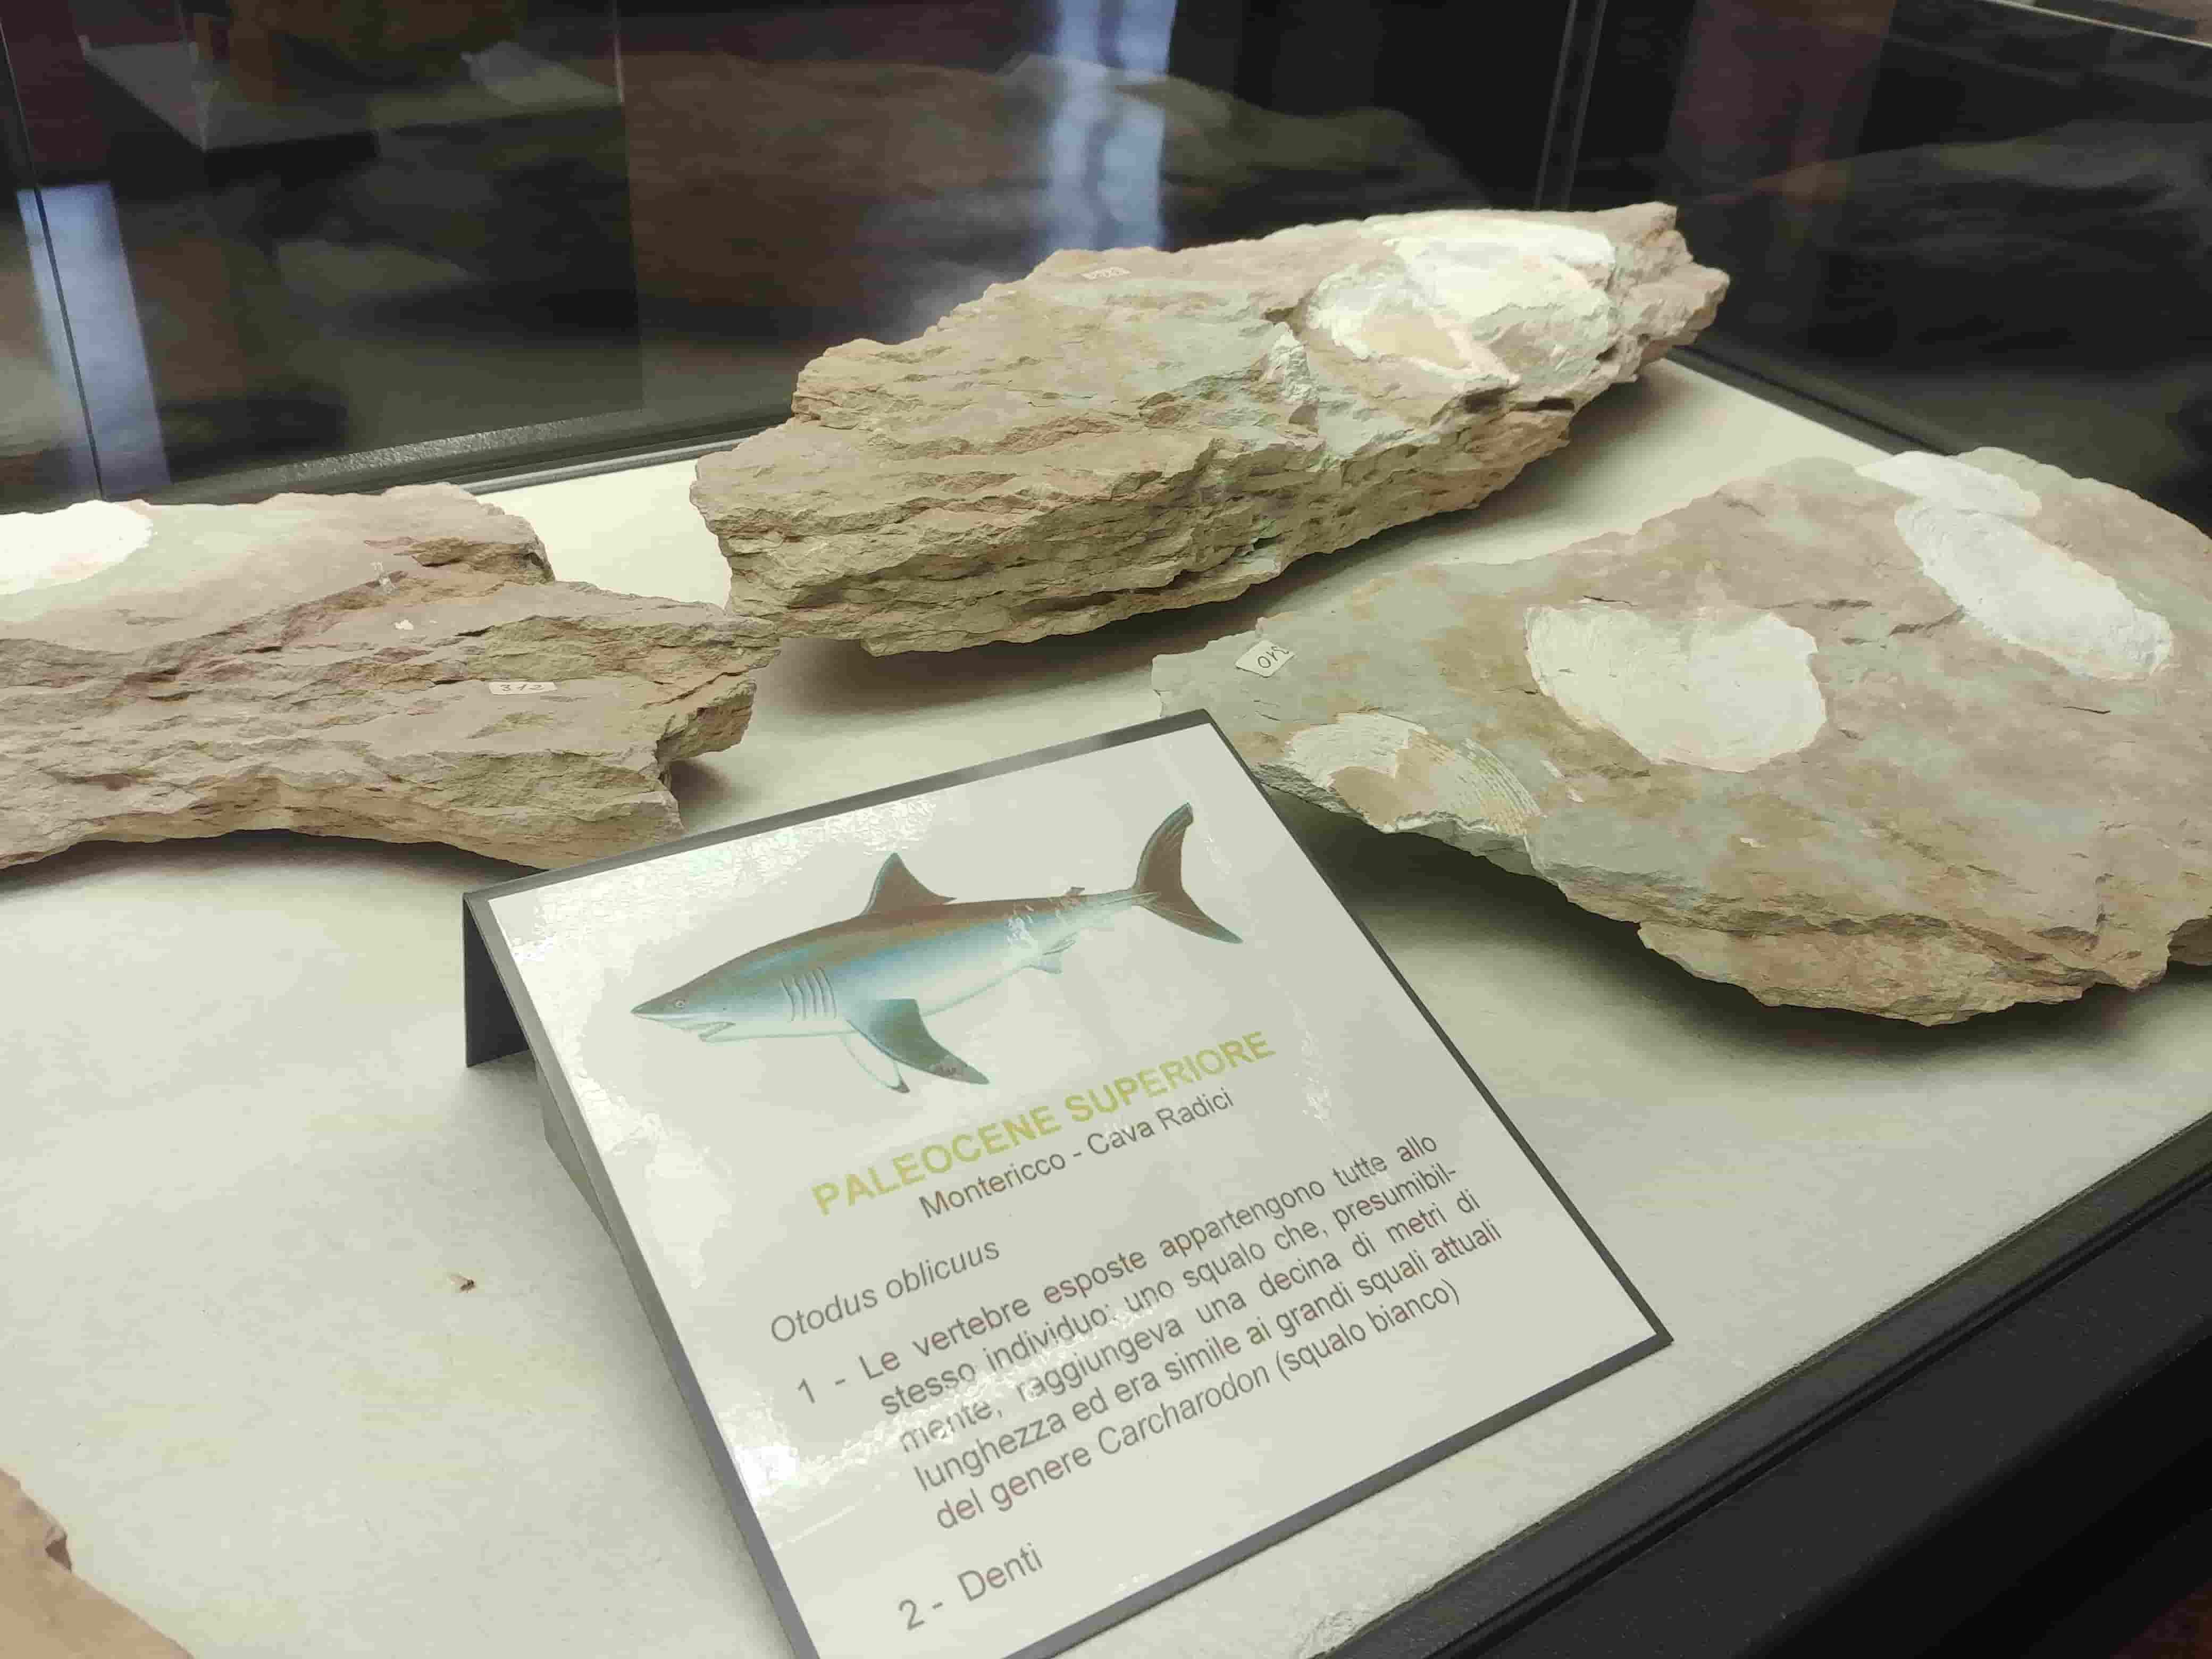 312
340
PALEOCENE SUPERIORE
Montericco - Cava Radici
Otodus oblicuus
1 - Le vertebre esposte appartengono tutte allo
stesso individuo; uno squalo che, presumibil-
mente, raggiungeva una decina di metri di
lunghezza ed era simile ai grandi squali attuali
del genere Carcharodon (squalo bianco)
2 - Denti